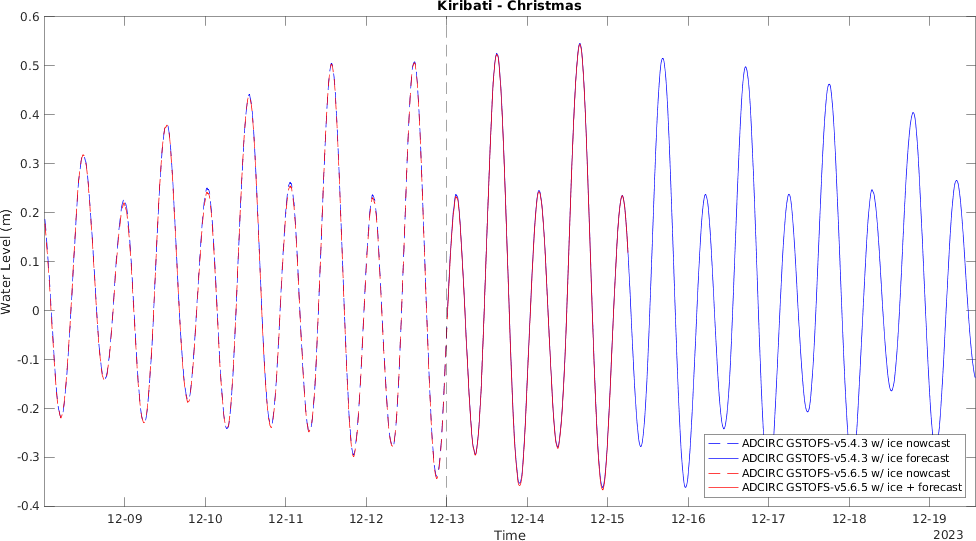 Kiribati - Christmas
0.6
0.5
0.4
0.3
0.2
0.1
0
-0.1
-0.2
-0.3
-0.4
Water Level (m)
ADCIRC GSTOFS-v5.4.3 w/ ice nowcast
ADCIRC GSTOFS-v5.4.3 w/ ice forecast
ADCIRC GSTOFS-v5.6.5 w/ ice nowcast
ADCIRC GSTOFS-v5.6.5 w/ ice + forecast
12-09 12-10 12-11 12-12 12-13 12-14 12-15 12-16 12-17 12-18 12-19
Time
2023